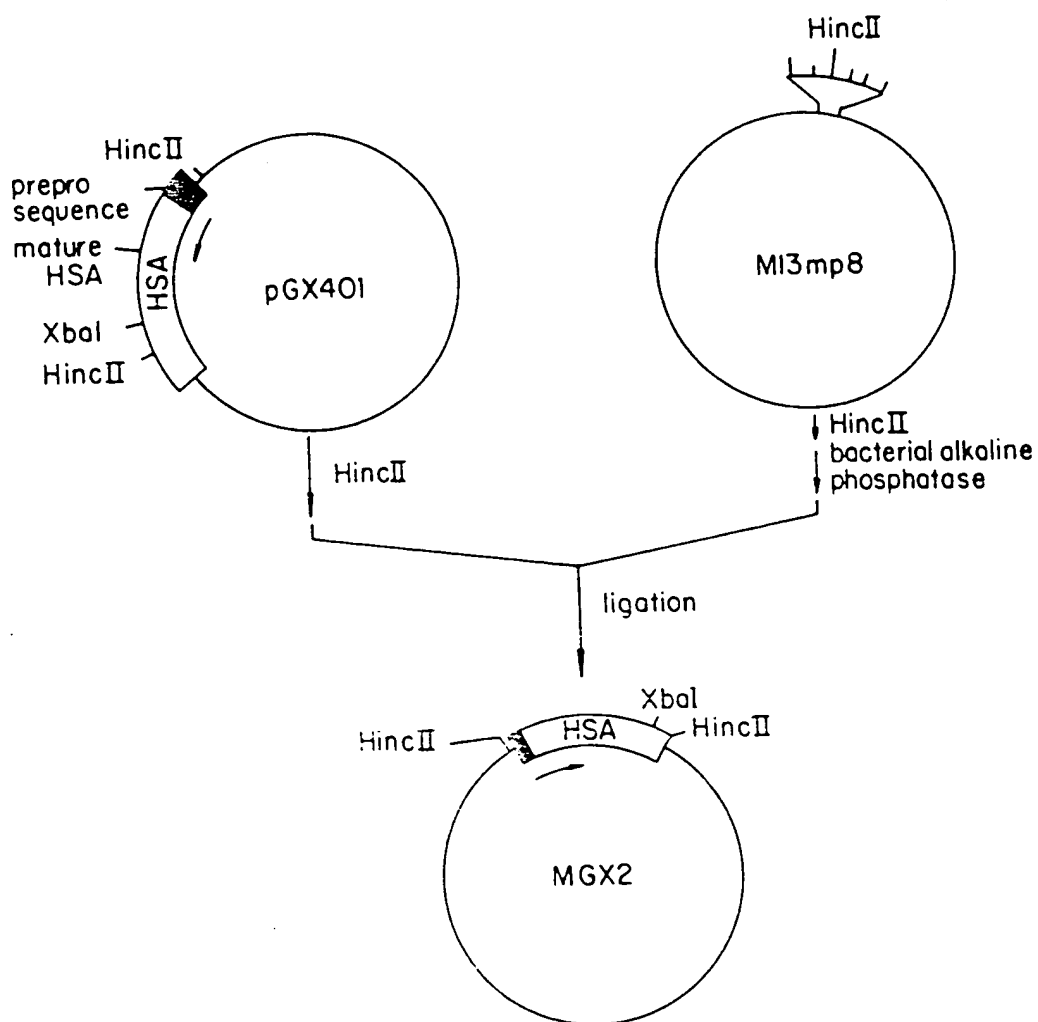 HincII
HincII
prepro
sequence
mature
HSA
HSA
XbaI
HincII
pGX401
M13mp8
HincII
HincII
bacterial alkaline
phosphatase
ligation
HincII
HSA
XbaI
HincII
MGX2